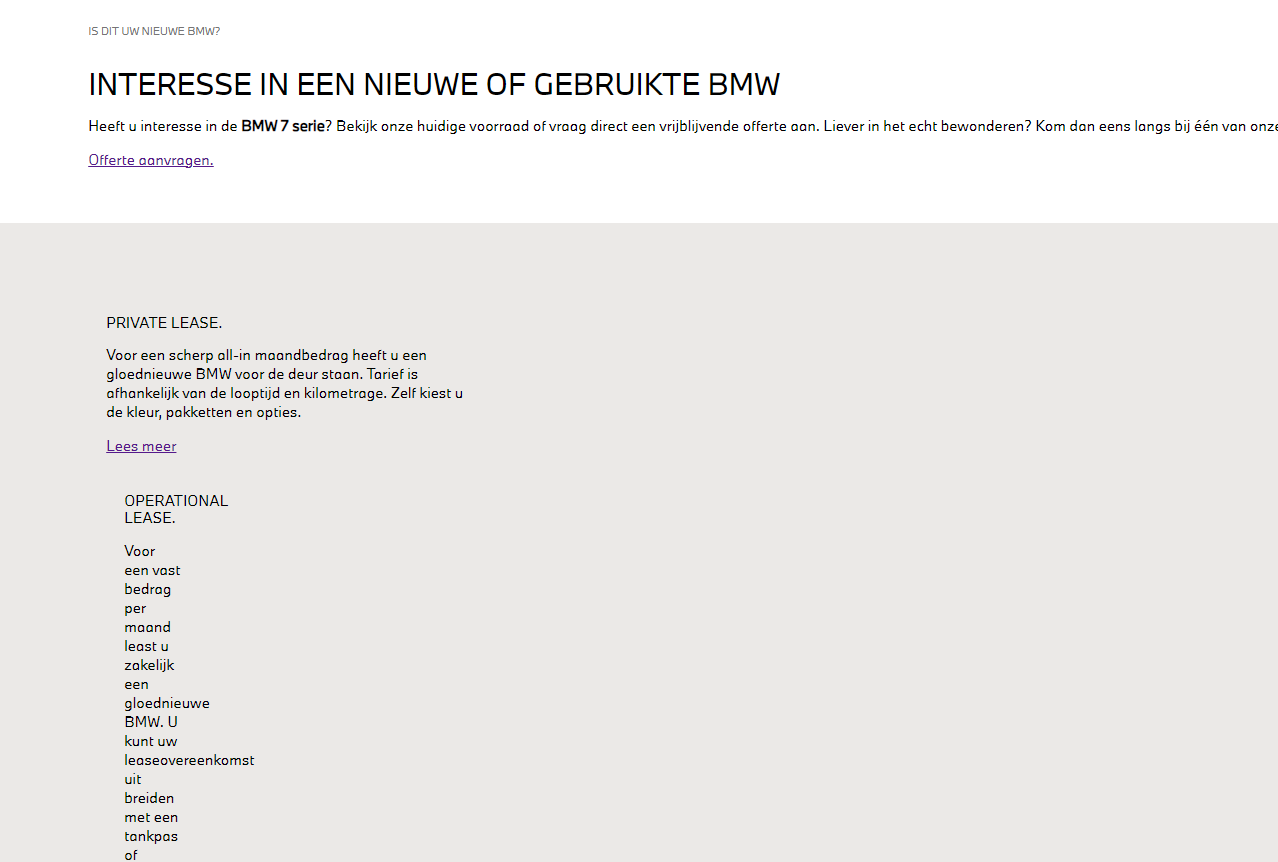 IS DIT UW NIEUWE BMW?
INTERESSE IN EEN NIEUWE OF GEBRUIKTE BMW
Heeft u interesse in de BMW 7 serie? Bekijk onze huidige voorraad of vraag direct een vrijblijvende offerte aan. Liever in het echt bewonderen? Kom dan eens langs bij één van onze
Offerte aanvragen.
PRIVATE LEASE.
Voor een scherp all-in maandbedrag heeft u een
gloednieuwe BMW voor de deur staan. Tarief is
afhankelijk van de looptijd en kilometrage. Zelf kiest u
de kleur, pakketten en opties.
Lees meer
OPERATIONAL
LEASE.
Voor
een vast
bedrag
per
maand
least u
zakelijk
een
gloednieuwe
BMW. U
kunt uw
leaseovereenkomst
uit
breiden
met een
tankpas
of